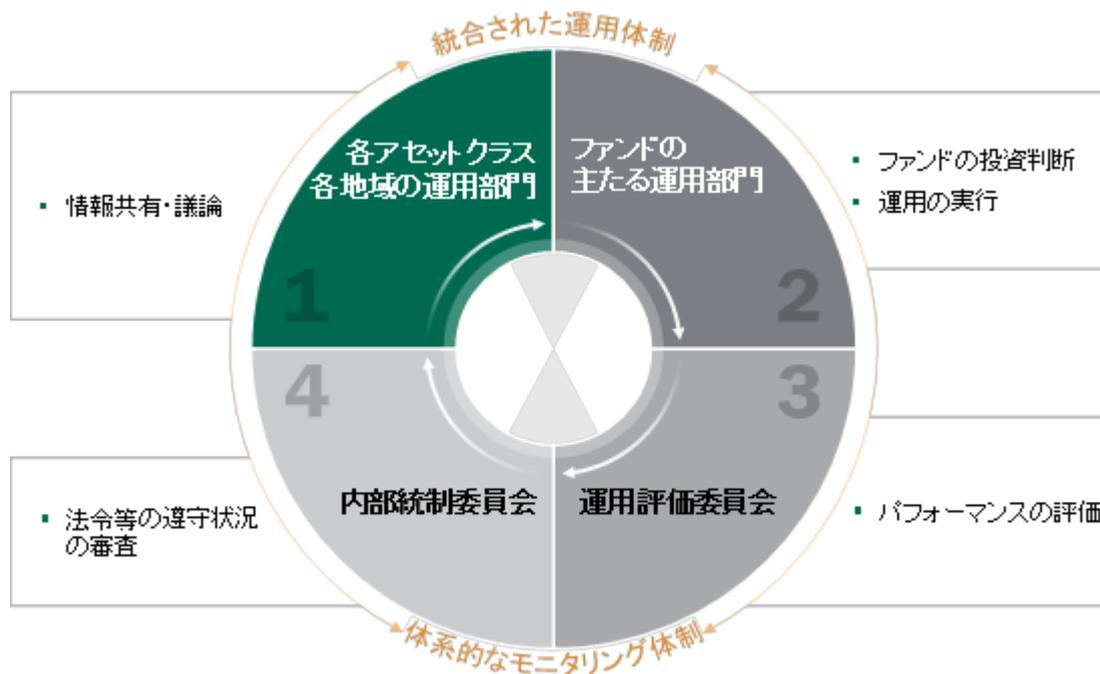 統合された運用体制
各アセットクラス
各地域の運用部門
ファンドの
主たる運用部門
▪ 情報共有・議論
▪ ファンドの投資判断
▪ 運用の実行
1
2
4
3
内部統制委員会
運用評価委員会
▪ 法令等の遵守状況
の審査
▪ パフォーマンスの評価
体系的なモニタリング体制